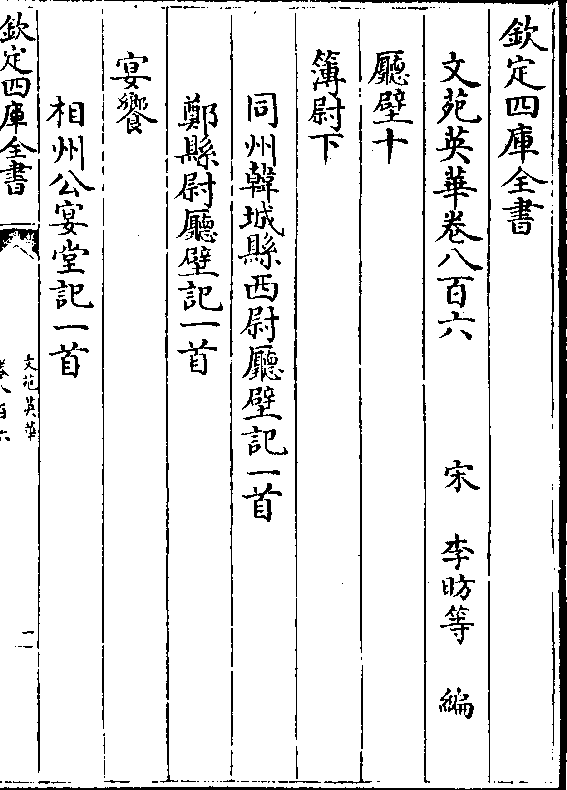 欽定四庫全書
文苑英華卷八百六
宋 李昉等 編
廳壁十
簿尉下
同州韓城縣西尉廳壁記一首
鄭縣尉廳壁記一首
宴饗
相州公宴堂記一首
欽定四庫全書
文苑英華
卷八百六
二